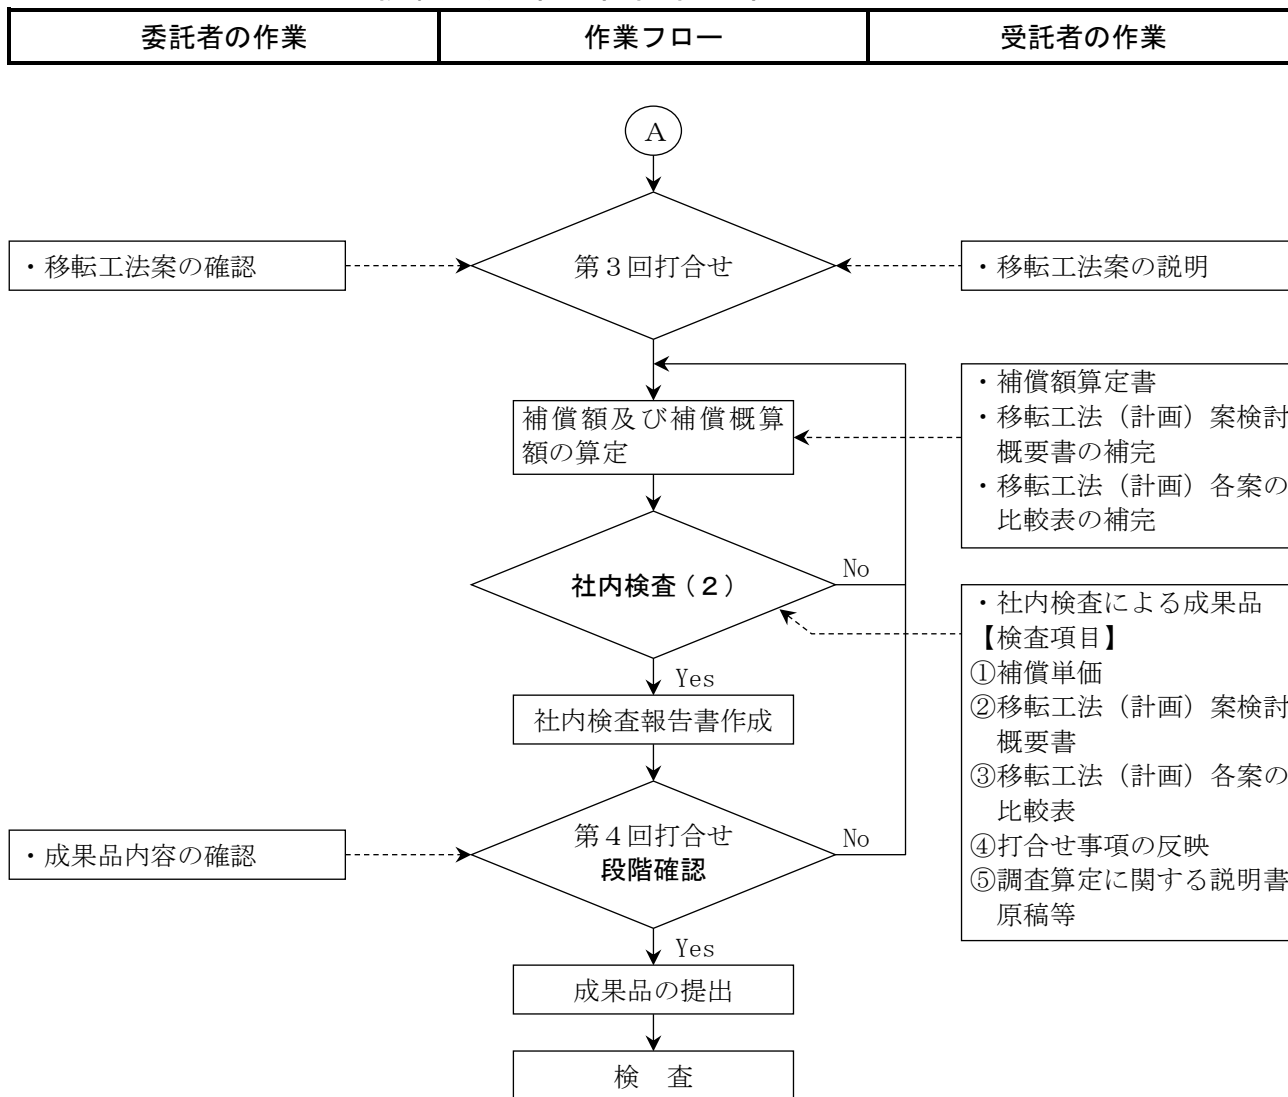 委託者の作業
作業フロー
受託者の作業
A
・移転工法案の確認
第3回打合せ
・移転工法案の説明
補償額及び補償概算
額の算定
・補償額算定書
・移転工法（計画）案検討
概要書の補完
・移転工法（計画）各案の
比較表の補完
社内検査（２）
No
・社内検査による成果品
【検査項目】
①補償単価
②移転工法（計画）案検討
概要書
③移転工法（計画）各案の
比較表
④打合せ事項の反映
⑤調査算定に関する説明書
原稿等
Yes
社内検査報告書作成
・成果品内容の確認
第４回打合せ
段階確認
No
Yes
成果品の提出
検　査